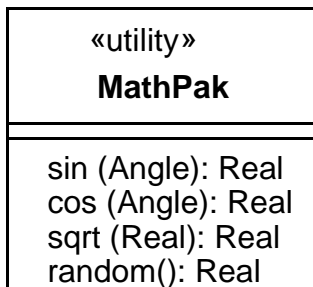 «utility»
MathPak
sin (Angle): Real
cos (Angle): Real
sqrt (Real): Real
random(): Real